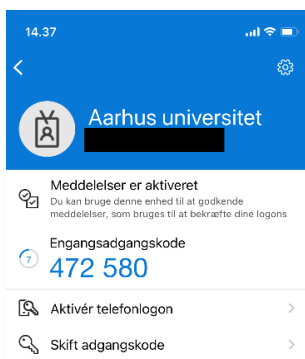 14.37
Aarhus universitet
Meddelelser er aktiveret
Du kan bruge denne enhed til at godkende
meddelelser, som bruges til at bekræfte dine logons
Engangsadgangskode
7
472 580
Aktivér telefonlogon
Skift adgangskode